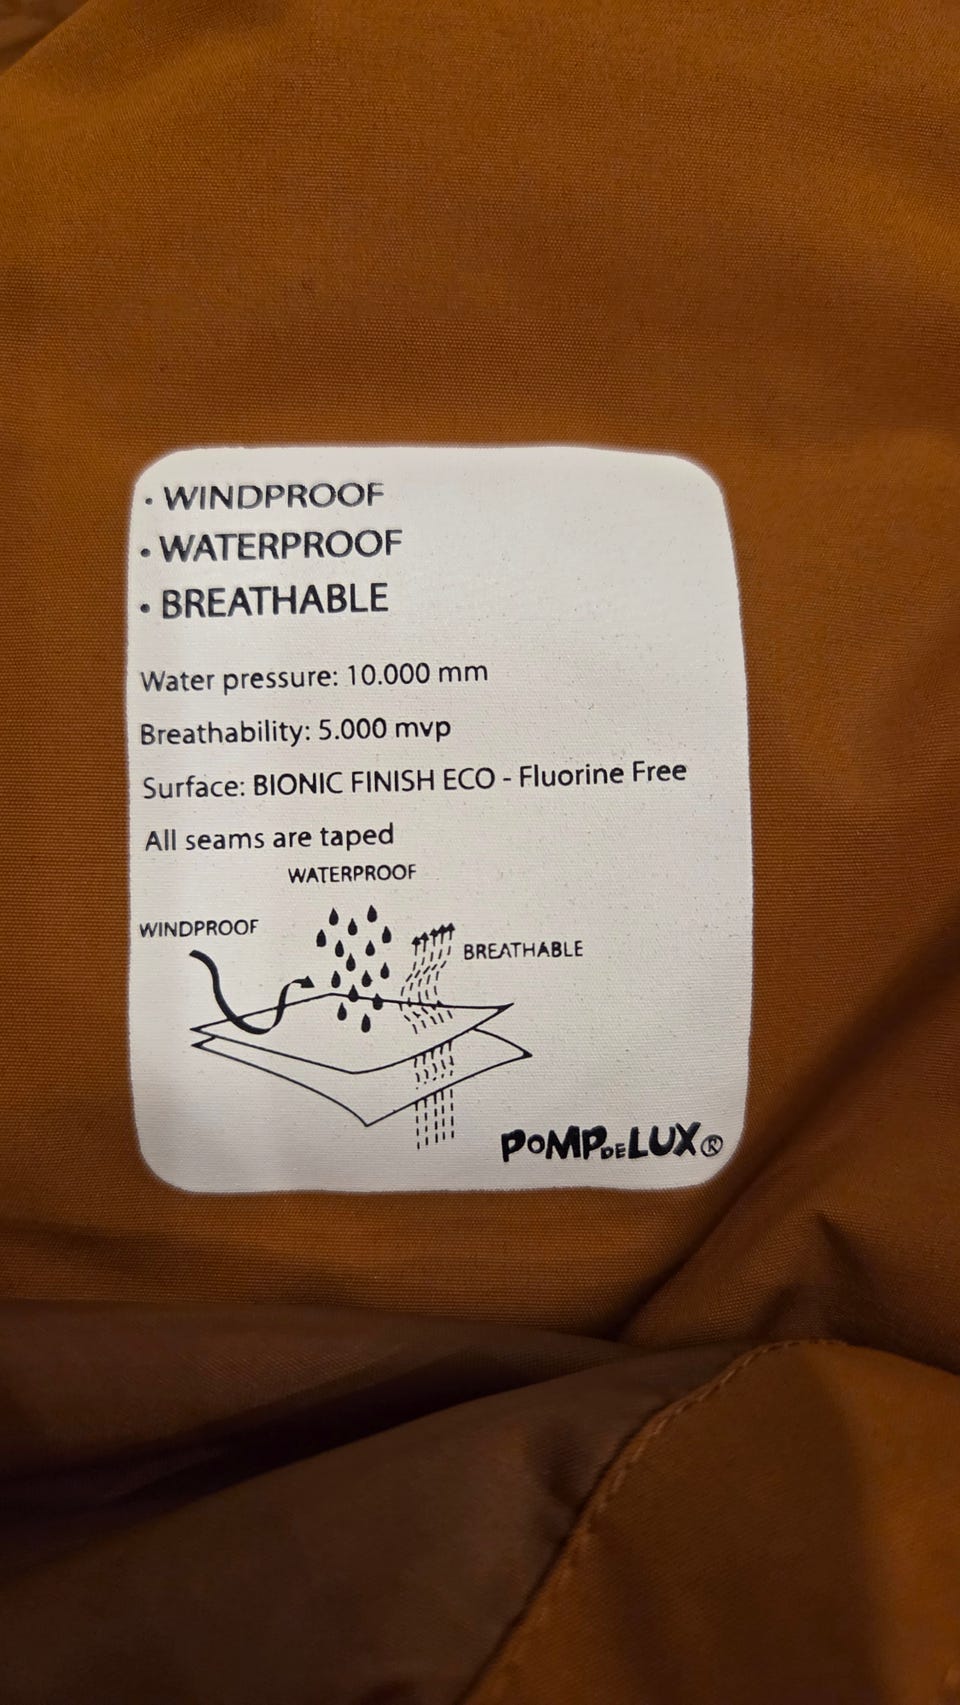 • WINDPROOF
• WATERPROOF
• BREATHABLE
Water pressure: 10.000 mm
Breathability: 5.000 mvp
Surface: BIONIC FINISH ECO - Fluorine Free
All seams are taped
WATERPROOF
WINDPROOF
BREATHABLE
POMPDELUX®